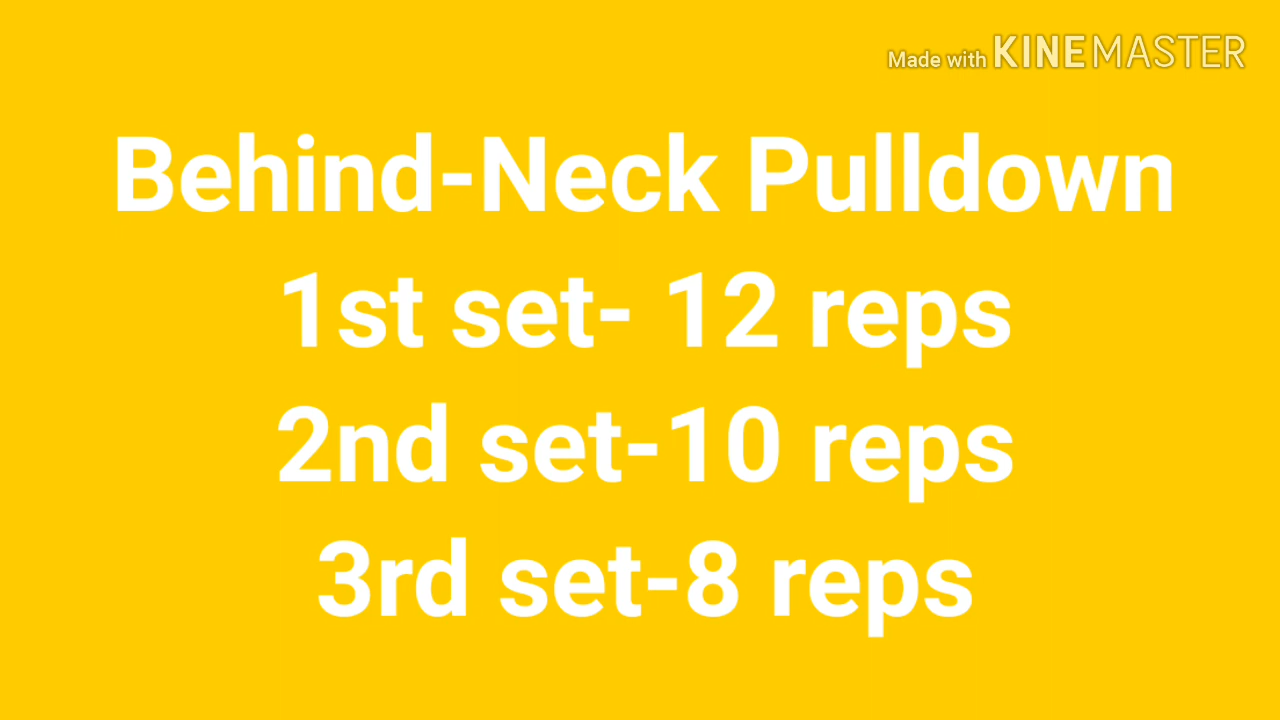 Made with KINEMASTER
Behind-Neck Pulldown
1st set- 12 reps
2nd set-10 reps
3rd set-8 reps